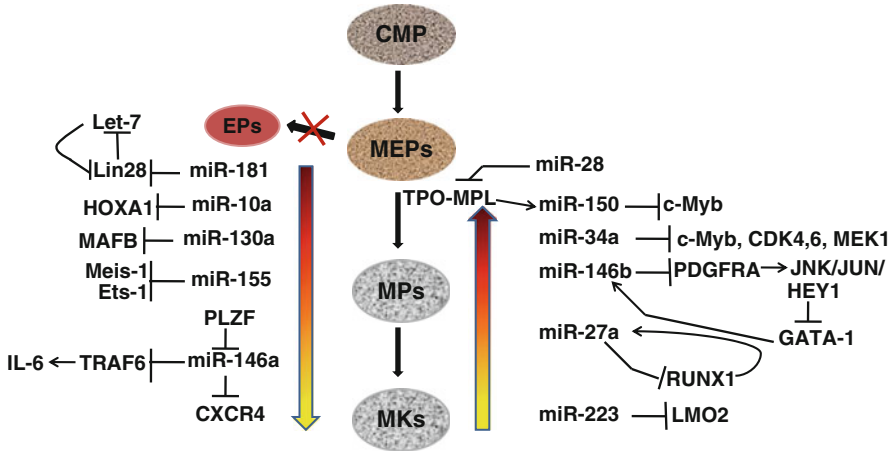 CMP
EPs
MEPs
MPs
MKs
Let-7
Lin28 miR-181
HOXA1 miR-10a
MAFB miR-130a
Meis-1
Ets-1 miR-155
PLZF
IL-6 TRAF6 miR-146a
CXCR4
miR-28
TPO-MPL miR-150 c-Myb
miR-34a c-Myb, CDK4,6, MEK1
miR-146b PDGFRA JNK/JUN/
HEY1
GATA-1
miR-27a
RUNX1
miR-223 LMO2